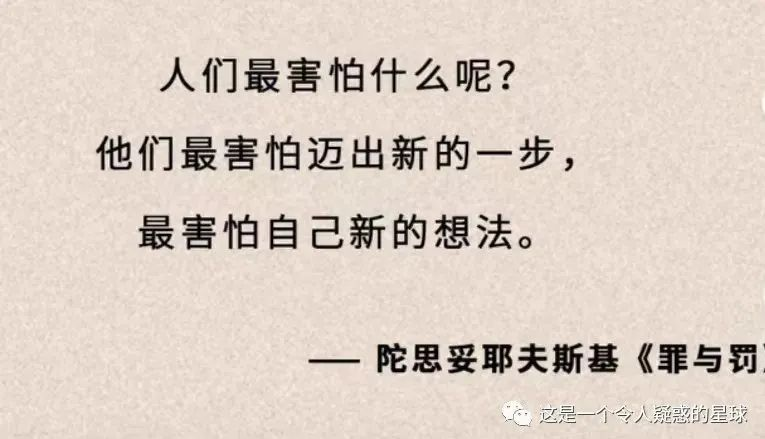 人们最害怕什么呢？
他们最害怕迈出新的一步，
最害怕自己新的想法。
—— 陀思妥耶夫斯基《罪与罚》
这是一个令人疑惑的星球